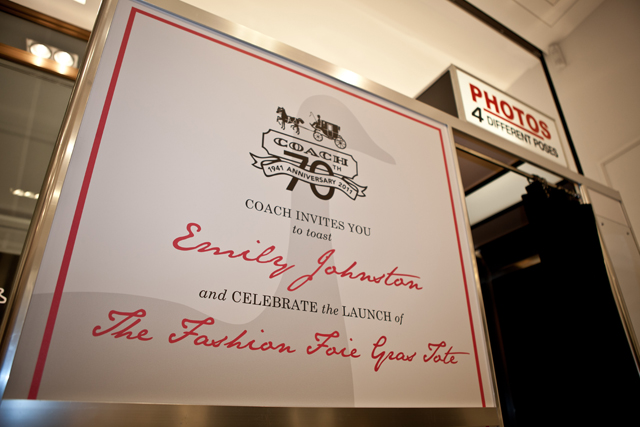 COACH
70TH
1941 ANNIVERSARY 2011
COACH INVITES YOU
to toast
Emily Johnston
and CELEBRATE the LAUNCH of
The Fashion Foie Gras Tote
PHOTOS
4 DIFFERENT POSES